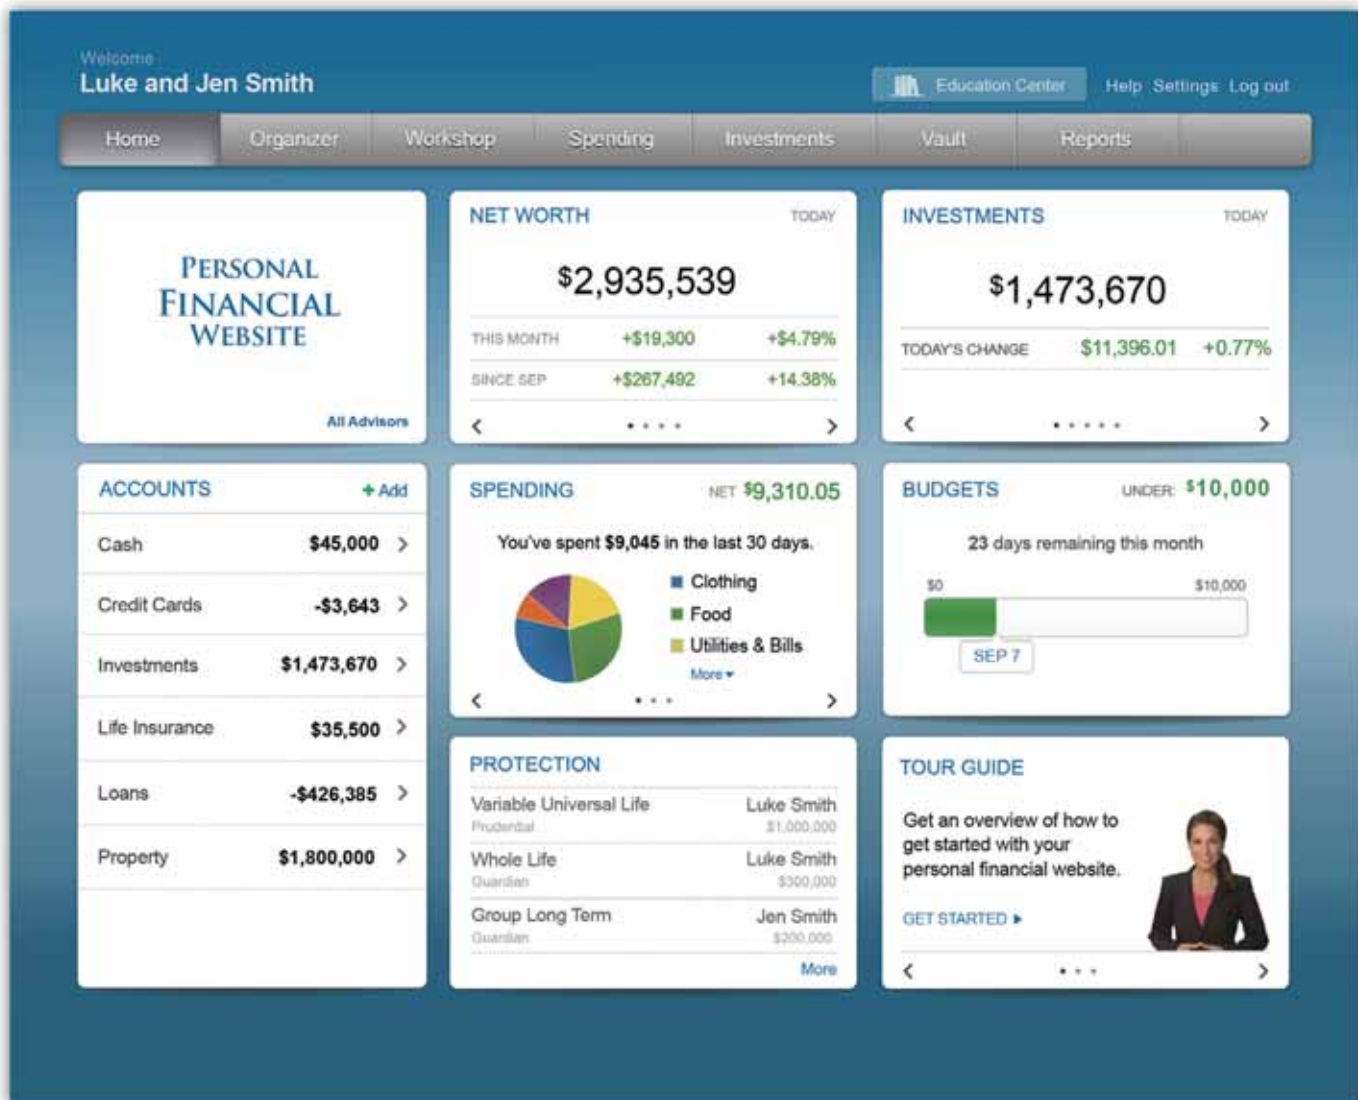 Welcome
Luke and Jen Smith
Education Center
Help Settings Log out
Home Organizer Workshop Spending Investments Vault Reports
PERSONAL
FINANCIAL
WEBSITE
All Advisors
NET WORTH TODAY
$2,935,539
THIS MONTH +$19,300 +$4.79%
SINCE SEP +$267,492 +14.38%
INVESTMENTS TODAY
$1,473,670
TODAY'S CHANGE $11,396.01 +0.77%
ACCOUNTS + Add
Cash $45,000
Credit Cards -$3,643
Investments $1,473,670
Life Insurance $35,500
Loans -$426,385
Property $1,800,000
SPENDING NET $9,310.05
You've spent $9,045 in the last 30 days.
Clothing
Food
Utilities & Bills
More
BUDGETS UNDER: $10,000
23 days remaining this month
$0 $10,000
SEP 7
PROTECTION
Variable Universal Life Luke Smith
Prudential $1,000,000
Whole Life Luke Smith
Guardian $300,000
Group Long Term Jen Smith
Guardian $200,000
More
TOUR GUIDE
Get an overview of how to
get started with your
personal financial website.
GET STARTED